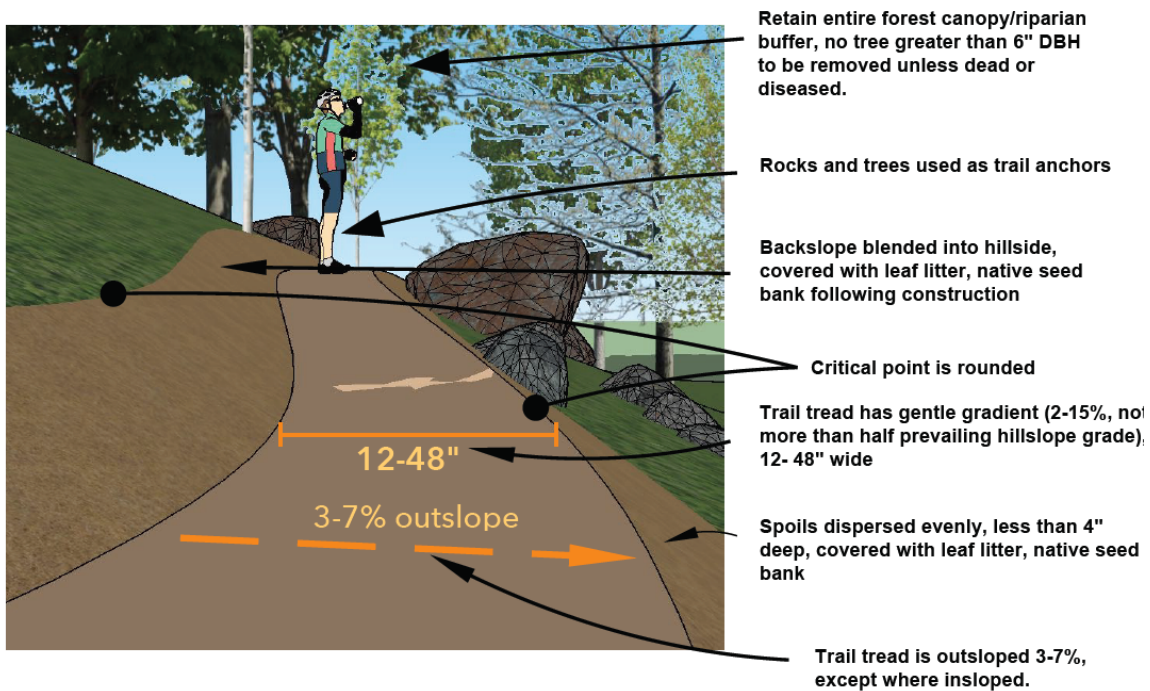 Retain entire forest canopy/riparian
buffer, no tree greater than 6" DBH
to be removed unless dead or
diseased.
Rocks and trees used as trail anchors
Backslope blended into hillside,
covered with leaf litter, native seed
bank following construction
Critical point is rounded
Trail tread has gentle gradient (2-15%, not
more than half prevailing hillslope grade),
12- 48" wide
12-48"
3-7% outslope
Spoils dispersed evenly, less than 4"
deep, covered with leaf litter, native seed
bank
Trail tread is outsloped 3-7%,
except where insloped.